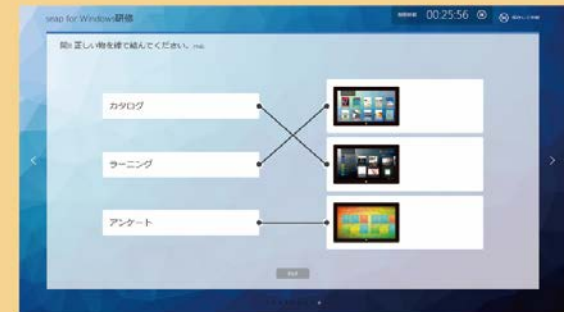 seap for Windows研修
00:25:56
問8 正しい物を線で結んでください。
カタログ
ラーニング
アンケート